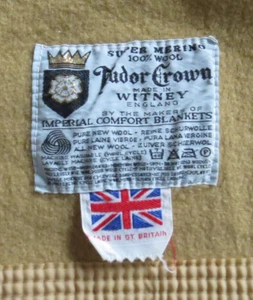 SUPER MERINO
100% WOOL
Tudor Crown
MADE IN
WITNEY
ENGLAND
BY THE MAKERS OF
IMPERIAL COMFORT BLANKETS
PURE NEW WOOL - REINE SCHURWOLLE
PURE LAINE VIERGE - PURA LANA VERGINE
ALL NEW WOOL - ZUIVER SCHEERWOL
MADE IN GT BRITAIN